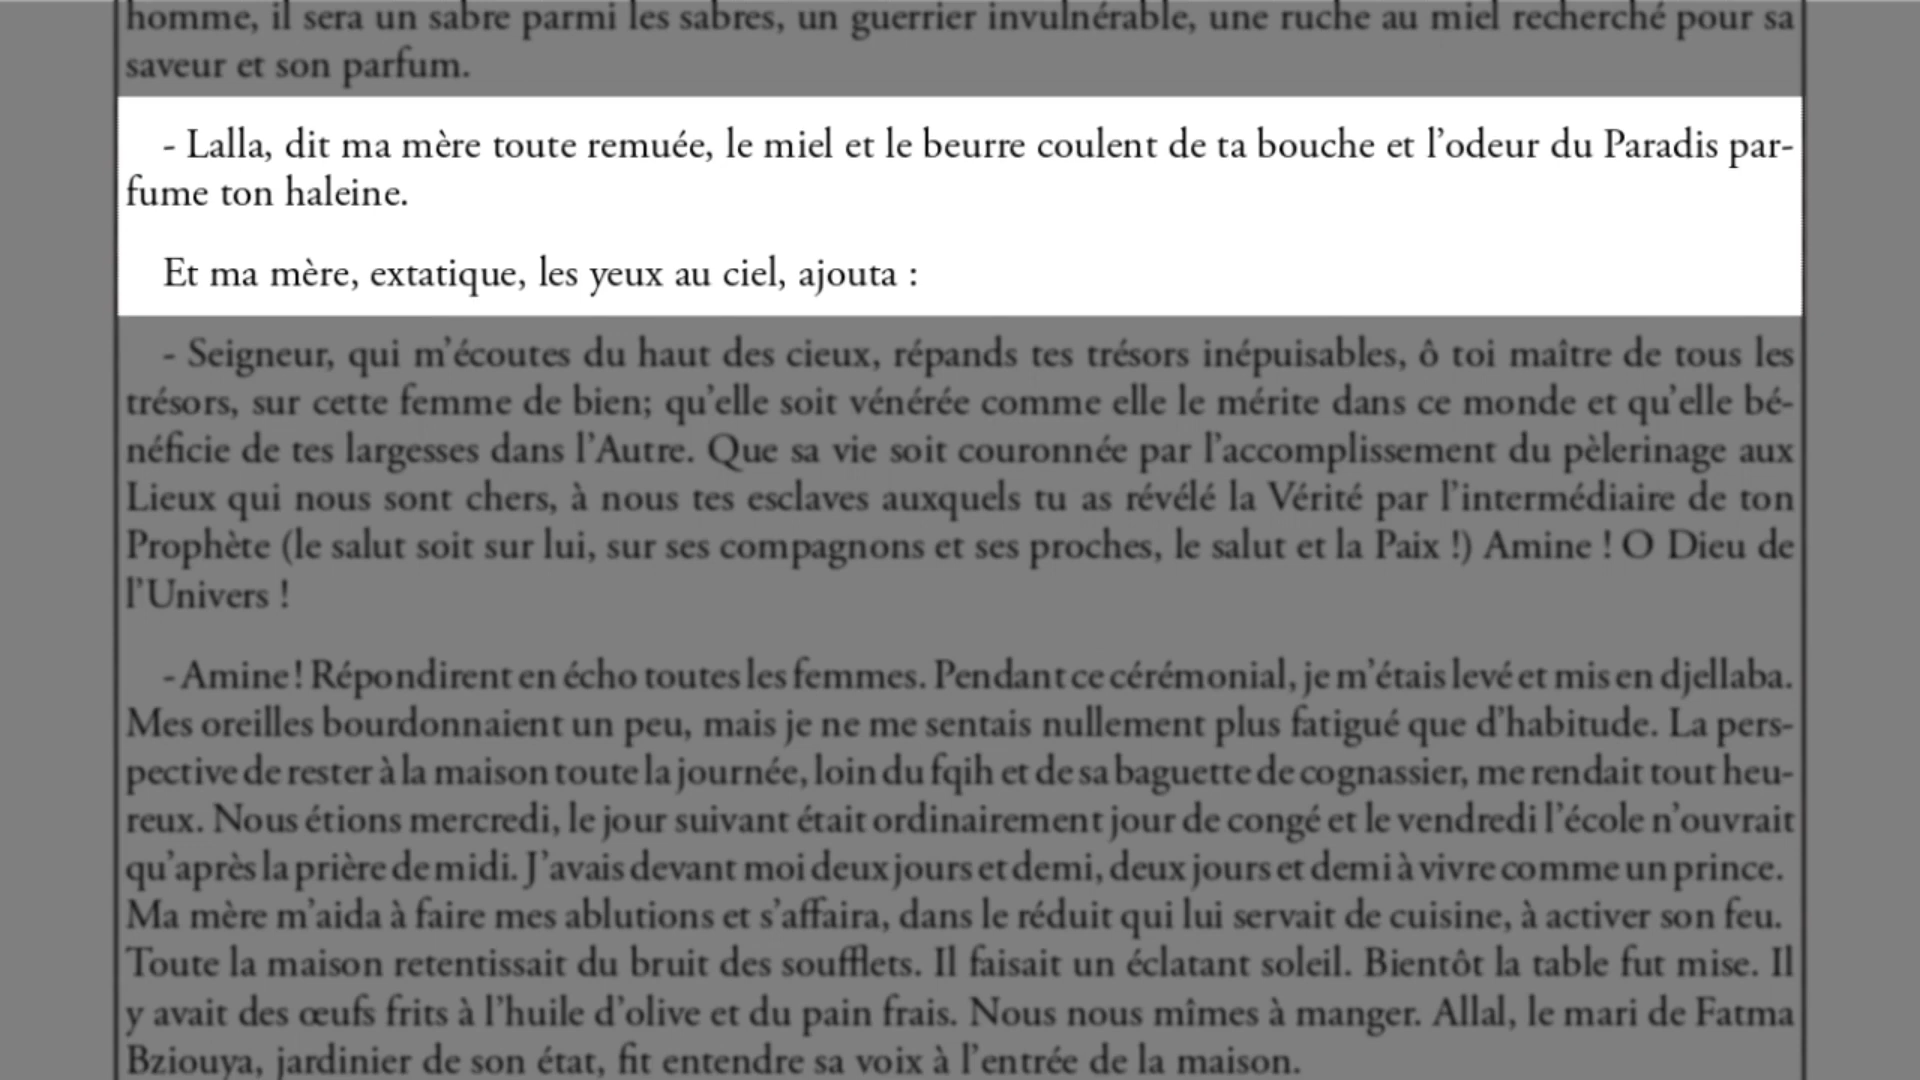 homme, il sera un sabre parmi les sabres, un guerrier invulnérable, une ruche au miel recherché pour sa
saveur et son parfum.
- Lalla, dit ma mère toute remuée, le miel et le beurre coulent de ta bouche et l’odeur du Paradis par-
fume ton haleine.
Et ma mère, extatique, les yeux au ciel, ajouta :
- Seigneur, qui m’écoutes du haut des cieux, répands tes trésors inépuisables, ô toi maître de tous les
trésors, sur cette femme de bien; qu’elle soit vénérée comme elle le mérite dans ce monde et qu’elle bé-
néficie de tes largesses dans l’Autre. Que sa vie soit couronnée par l’accomplissement du pèlerinage aux
Lieux qui nous sont chers, à nous tes esclaves auxquels tu as révélé la Vérité par l’intermédiaire de ton
Prophète (le salut soit sur lui, sur ses compagnons et ses proches, le salut et la Paix !) Amine ! O Dieu de
l’Univers !
- Amine ! Répondirent en écho toutes les femmes. Pendant ce cérémonial, je m’étais levé et mis en djellaba.
Mes oreilles bourdonnaient un peu, mais je ne me sentais nullement plus fatigué que d’habitude. La pers-
pective de rester à la maison toute la journée, loin du fqih et de sa baguette de cognassier, me rendait tout heu-
reux. Nous étions mercredi, le jour suivant était ordinairement jour de congé et le vendredi l’école n’ouvrait
qu’après la prière de midi. J’avais devant moi deux jours et demi, deux jours et demi à vivre comme un prince.
Ma mère m’aida à faire mes ablutions et s’affaira, dans le réduit qui lui servait de cuisine, à activer son feu.
Toute la maison retentissait du bruit des soufflets. Il faisait un éclatant soleil. Bientôt la table fut mise. Il
y avait des œufs frits à l’huile d’olive et du pain frais. Nous nous mîmes à manger. Allal, le mari de Fatma
Bziouya, jardinier de son état, fit entendre sa voix à l’entrée de la maison.